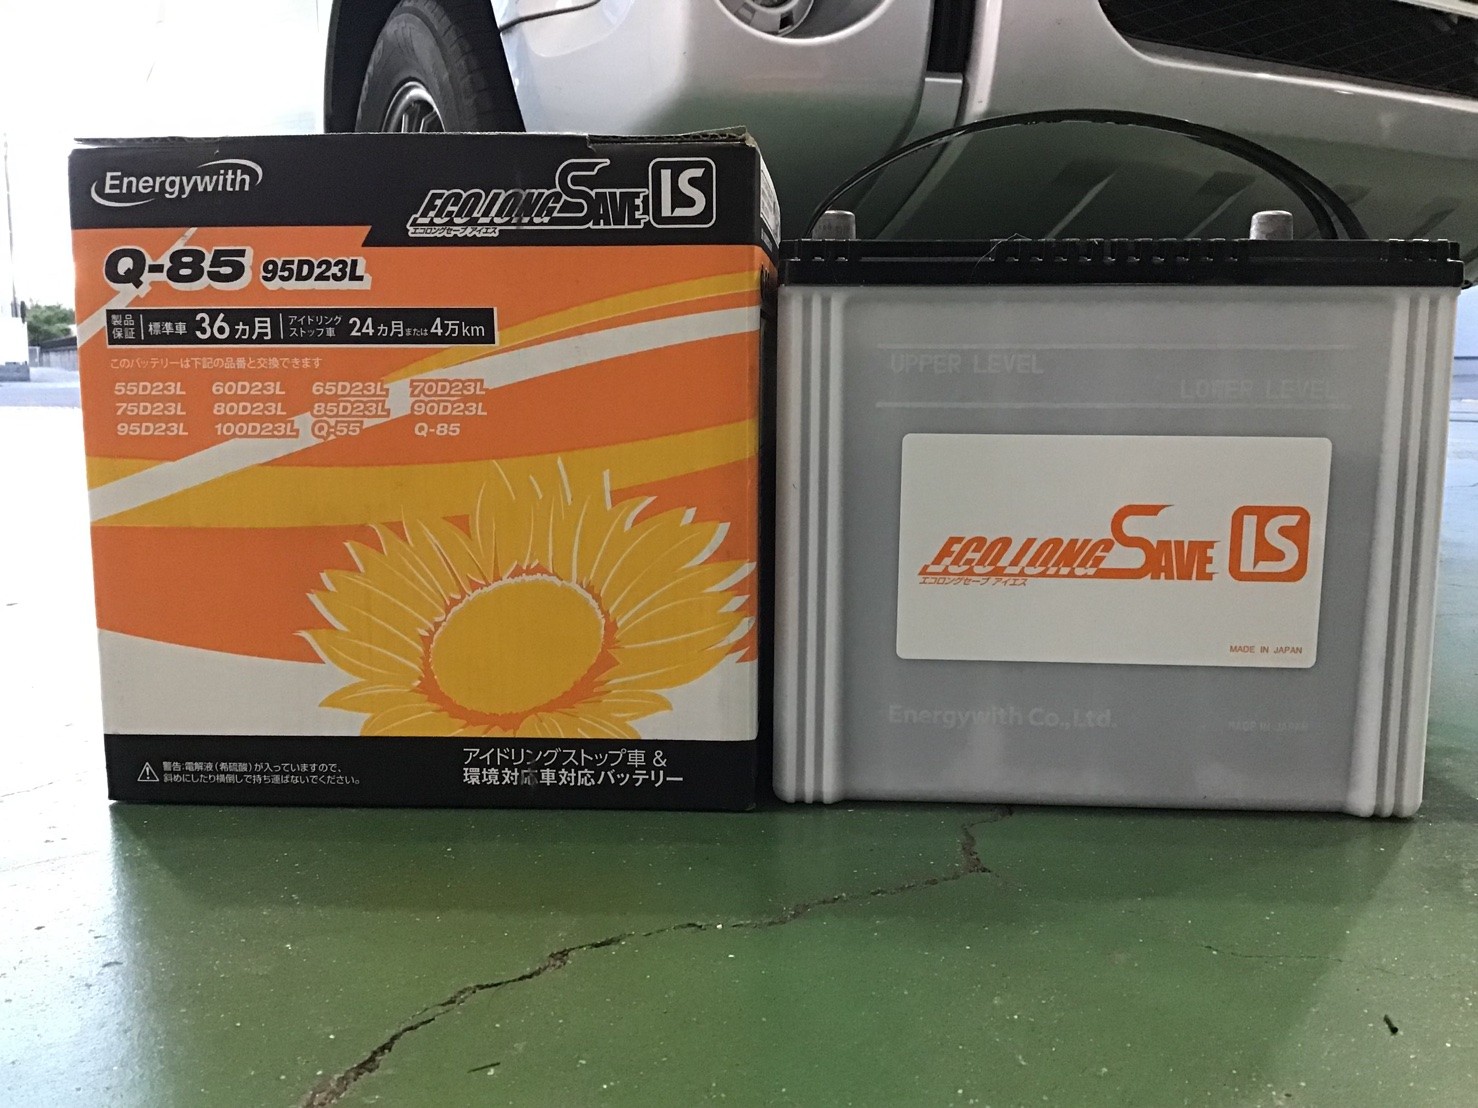 Energywith
ECO LONG SAVE IS
エコロングセーブ アイエス
Q-85 95D23L
製品保証 標準車 36ヵ月 アイドリングストップ車 24ヵ月または4万km
このバッテリーは下記の品番と交換できます
55D23L 60D23L 65D23L 70D23L
75D23L 80D23L 85D23L 90D23L
95D23L 100D23L Q-55 Q-85
警告:電解液(希硫酸)が入っていますので、
斜めにしたり横倒しで持ち運ばないでください。
アイドリングストップ車 &
環境対応車対応バッテリー
UPPER LEVEL
LOWER LEVEL
ECO LONG SAVE IS
エコロングセーブ アイエス
MADE IN JAPAN
Energywith Co.,Ltd.
MADE IN JAPAN